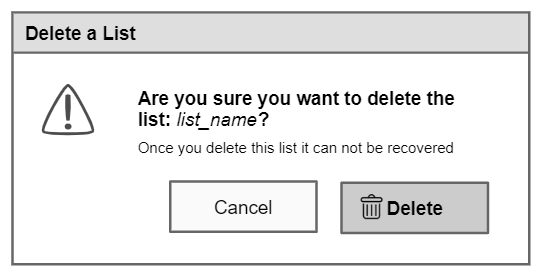 Delete a List
Are you sure you want to delete the
list: list_name?
Once you delete this list it can not be recovered
Cancel
Delete